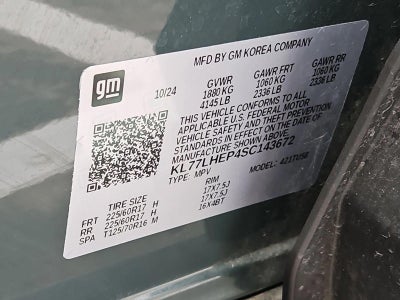 gm
MFD BY GM KOREA COMPANY
10/24 GVWR GAWR FRT GAWR RR
1880 KG 1060 KG 1060 KG
4145 LB 2336 LB 2336 LB
THIS VEHICLE CONFORMS TO ALL
APPLICABLE U.S. FEDERAL MOTOR
VEHICLE SAFETY AND THEFT PREVENTION
STANDARDS IN EFFECT ON THE DATE OF
MANUFACTURE SHOWN ABOVE.
KL77LHEP4SC143672
TYPE: MPV MODEL: 421TV58
TIRE SIZE RIM
FRT 225/60R17 H 17X7.5J
RR 225/60R17 H 17X7.5J
SPA T125/70R16 M 16X4BT